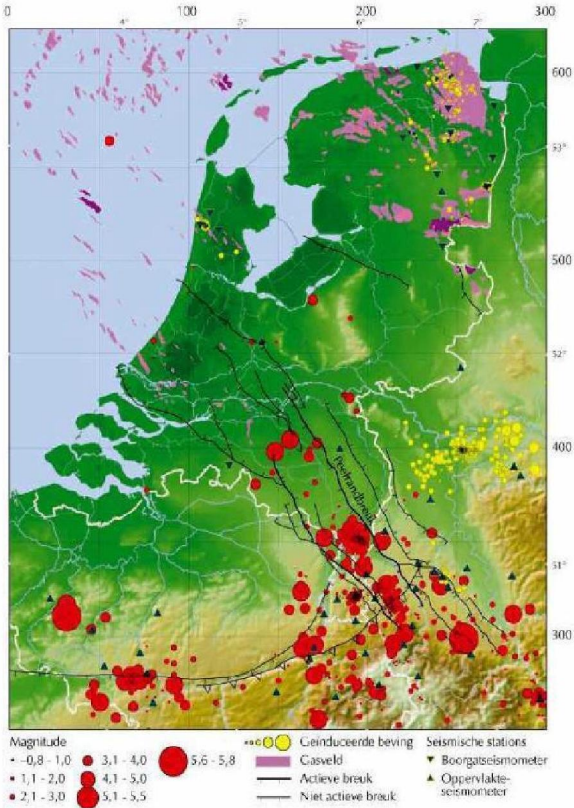 0 100 200 300
4° 5° 6° 7°
600
53°
500
52°
400
Peelrandbreuk
51°
300
Magnitude
-0,8 - 1,0
1,1 - 2,0
2,1 - 3,0
3,1 - 4,0
4,1 - 5,0
5,1 - 5,5
5,6 - 5,8
Geïnduceerde beving
Gasveld
Actieve breuk
Niet actieve breuk
Seismische stations
Boorgatseismometer
Oppervlakte-
seismometer